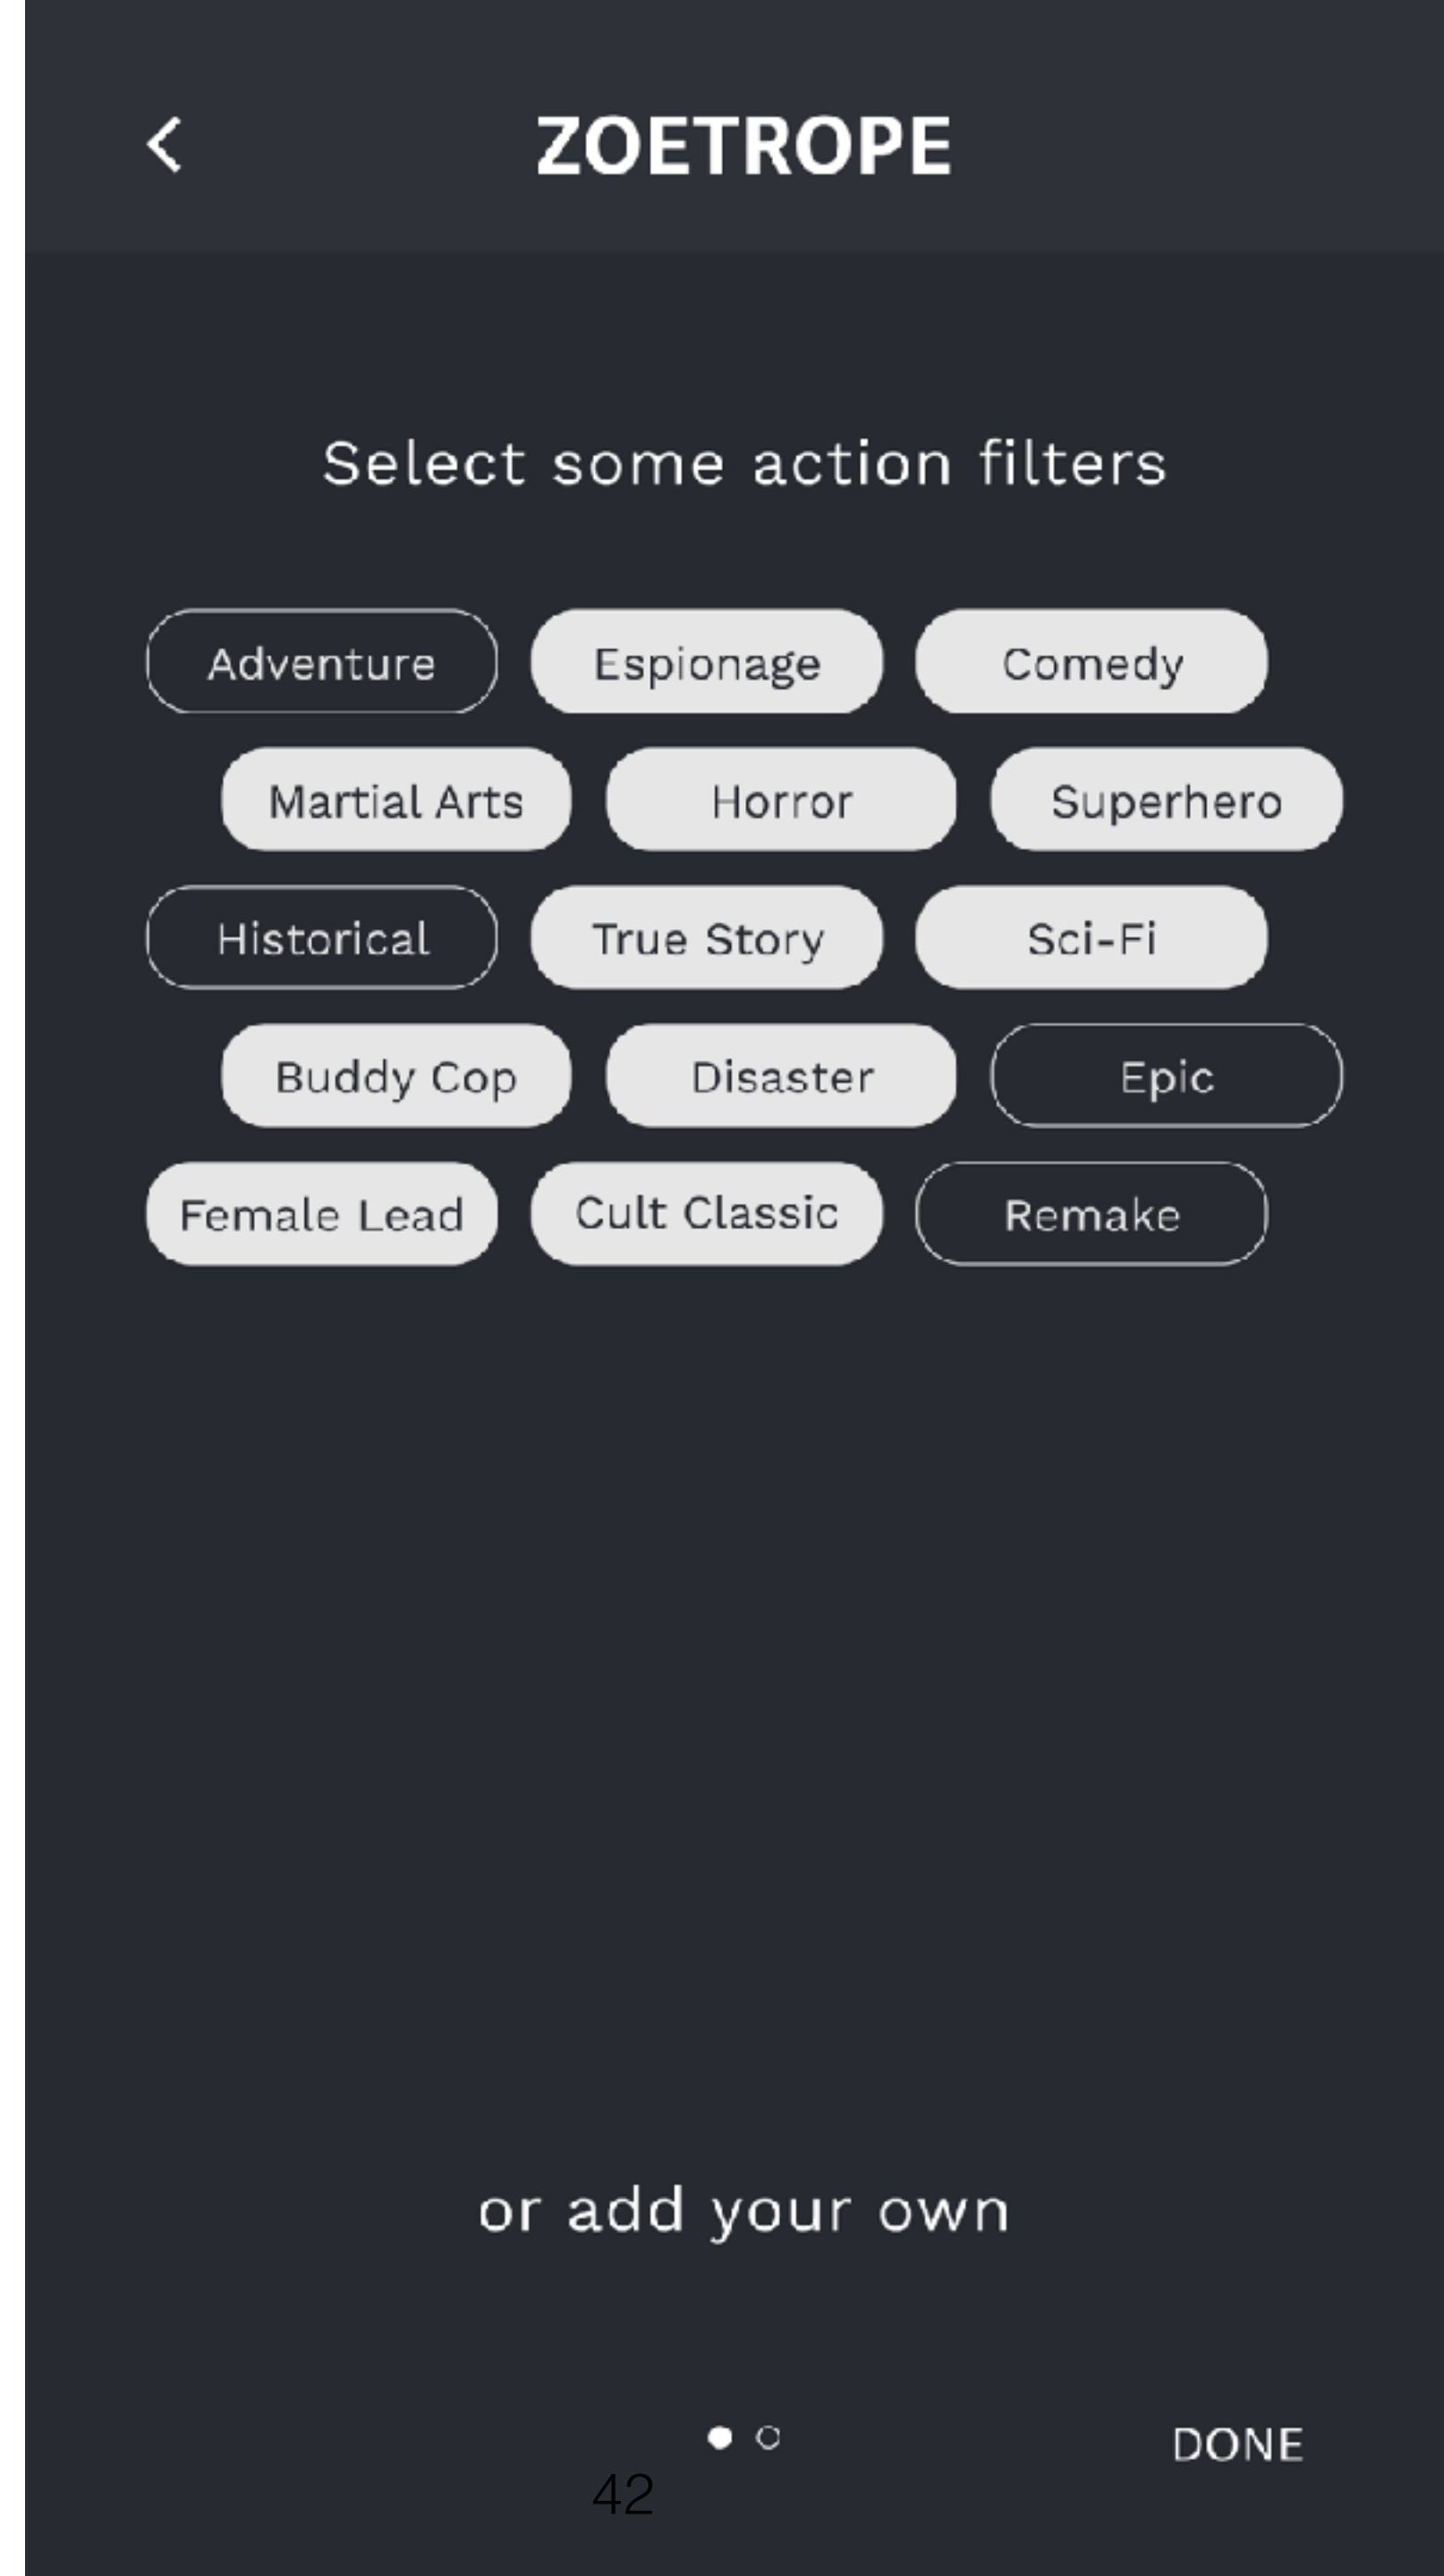 ZOETROPE
Select some action filters
Adventure Espionage Comedy
Martial Arts Horror Superhero
Historical True Story Sci-Fi
Buddy Cop Disaster Epic
Female Lead Cult Classic Remake
or add your own
DONE
42